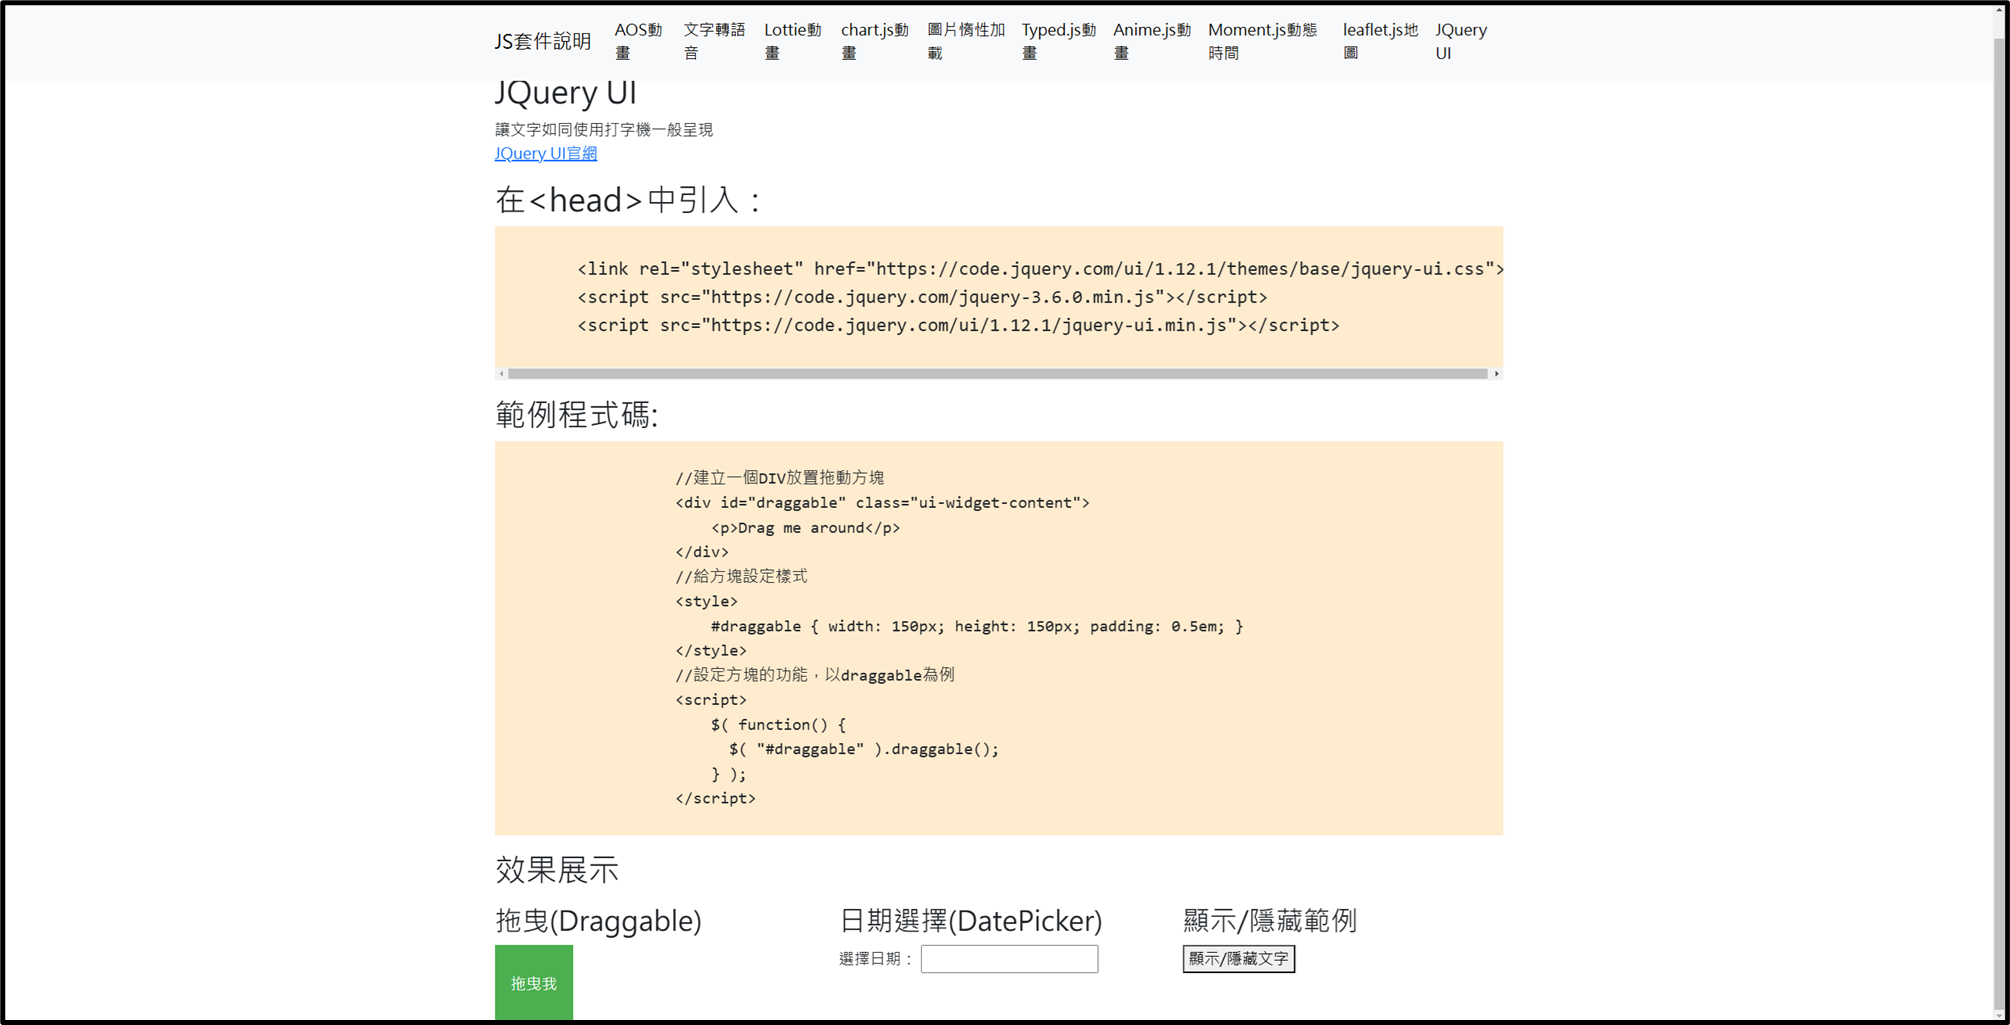 JS套件說明
AOS動
畫
文字轉語
音
Lottie動
畫
chart.js動
畫
圖片惰性加
載
Typed.js動
畫
Anime.js動
畫
Moment.js動態
時間
leaflet.js地
圖
JQuery
UI
JQuery UI
讓文字如同使用打字機一般呈現
JQuery UI官網
在<head>中引入：
<link rel="stylesheet" href="https://code.jquery.com/ui/1.12.1/themes/base/jquery-ui.css">
<script src="https://code.jquery.com/jquery-3.6.0.min.js"></script>
<script src="https://code.jquery.com/ui/1.12.1/jquery-ui.min.js"></script>
範例程式碼:
//建立一個DIV放置拖動方塊
<div id="draggable" class="ui-widget-content">
<p>Drag me around</p>
</div>
//給方塊設定樣式
<style>
#draggable { width: 150px; height: 150px; padding: 0.5em; }
</style>
//設定方塊的功能，以draggable為例
<script>
$( function() {
$( "#draggable" ).draggable();
} );
</script>
效果展示
拖曳(Draggable)
拖曳我
日期選擇(DatePicker)
選擇日期：
顯示/隱藏範例
顯示/隱藏文字